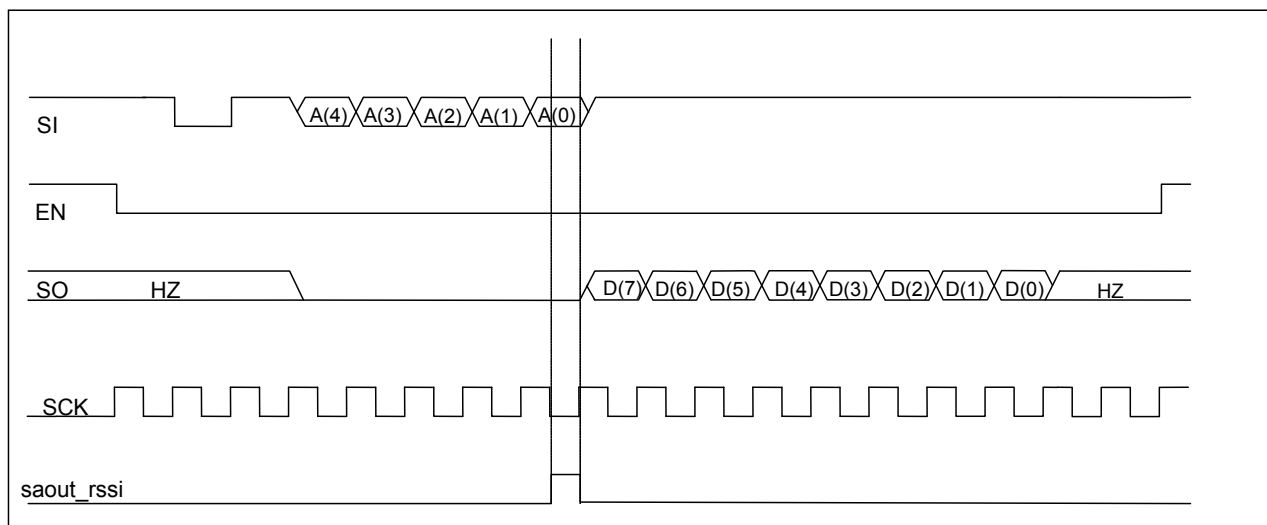 SI A(4) A(3) A(2) A(1) A(0)
EN
SO HZ D(7) D(6) D(5) D(4) D(3) D(2) D(1) D(0) HZ
SCK
saout_rssi